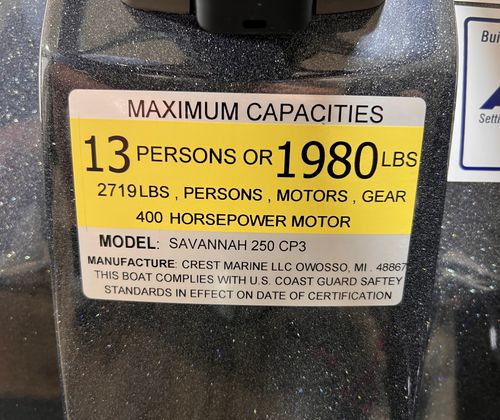 MAXIMUM CAPACITIES
13 PERSONS OR 1980 LBS
2719 LBS , PERSONS , MOTORS , GEAR
400 HORSEPOWER MOTOR
MODEL: SAVANNAH 250 CP3
MANUFACTURE: CREST MARINE LLC OWOSSO, MI . 48867
THIS BOAT COMPLIES WITH U.S. COAST GUARD SAFTEY
STANDARDS IN EFFECT ON DATE OF CERTIFICATION
Bui
Setti